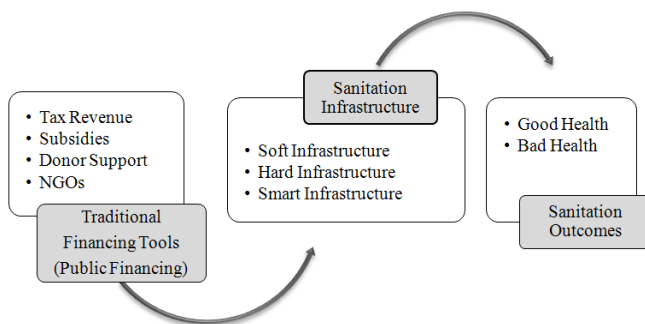 • Tax Revenue
• Subsidies
• Donor Support
• NGOs
Traditional
Financing Tools
(Public Financing)
Sanitation
Infrastructure
• Soft Infrastructure
• Hard Infrastructure
• Smart Infrastructure
• Good Health
• Bad Health
Sanitation
Outcomes